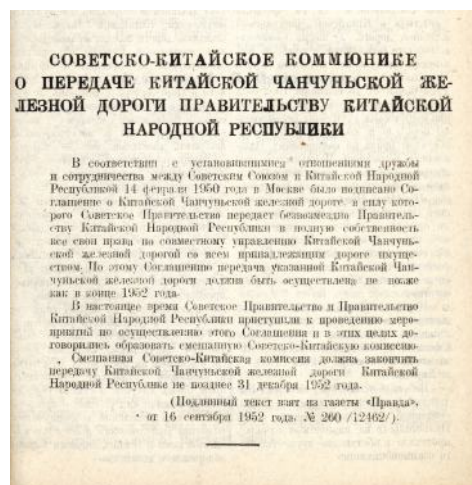 СОВЕТСКО-КИТАЙСКОЕ КОММЮНИКЕ
О ПЕРЕДАЧЕ КИТАЙСКОЙ ЧАНЧУНЬСКОЙ ЖЕ-
ЛЕЗНОЙ ДОРОГИ ПРАВИТЕЛЬСТВУ КИТАЙСКОЙ
НАРОДНОЙ РЕСПУБЛИКИ
В соответствии с установившимися отношениями дружбы
и сотрудничества между Советским Союзом и Китайской Народной
Республикой 14 февраля 1950 года в Москве было подписано Со-
глашение о Китайской Чанчуньской железной дороге, в силу кото-
рого Советское Правительство передает безвозмездно Правитель-
ству Китайской Народной Республики в полную собственность
все свои права по совместному управлению Китайской Чанчунь-
ской железной дорогой со всем принадлежащим дороге имуще-
ством. По этому Соглашению передача указанной Китайской Чан-
чуньской железной дороги должна быть осуществлена не позже
как в конце 1952 года.
В настоящее время Советское Правительство и Правительство
Китайской Народной Республики приступили к проведению меро-
приятий по осуществлению этого Соглашения и в этих целях до-
говорились образовать смешанную Советско-Китайскую комиссию.
Смешанная Советско-Китайская комиссия должна закончить
передачу Китайской Чанчуньской железной дороги Китайской
Народной Республике не позднее 31 декабря 1952 года.
(Подлинный текст взят из газеты «Правда»,
от 16 сентября 1952 года. № 260 /12462/).